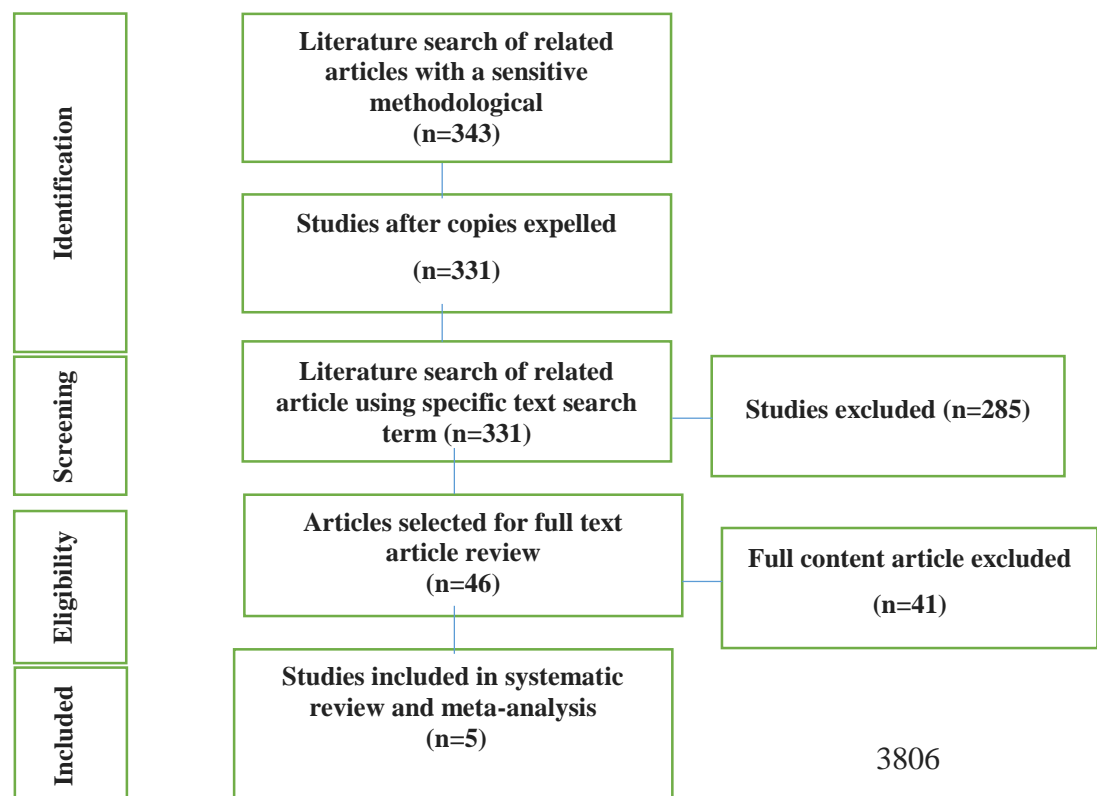 Identification
Literature search of related
articles with a sensitive
methodological
(n=343)
Studies after copies expelled
(n=331)
Screening
Literature search of related
article using specific text search
term (n=331)
Studies excluded (n=285)
Eligibility
Articles selected for full text
article review
(n=46)
Full content article excluded
(n=41)
Included
Studies included in systematic
review and meta-analysis
(n=5)
3806